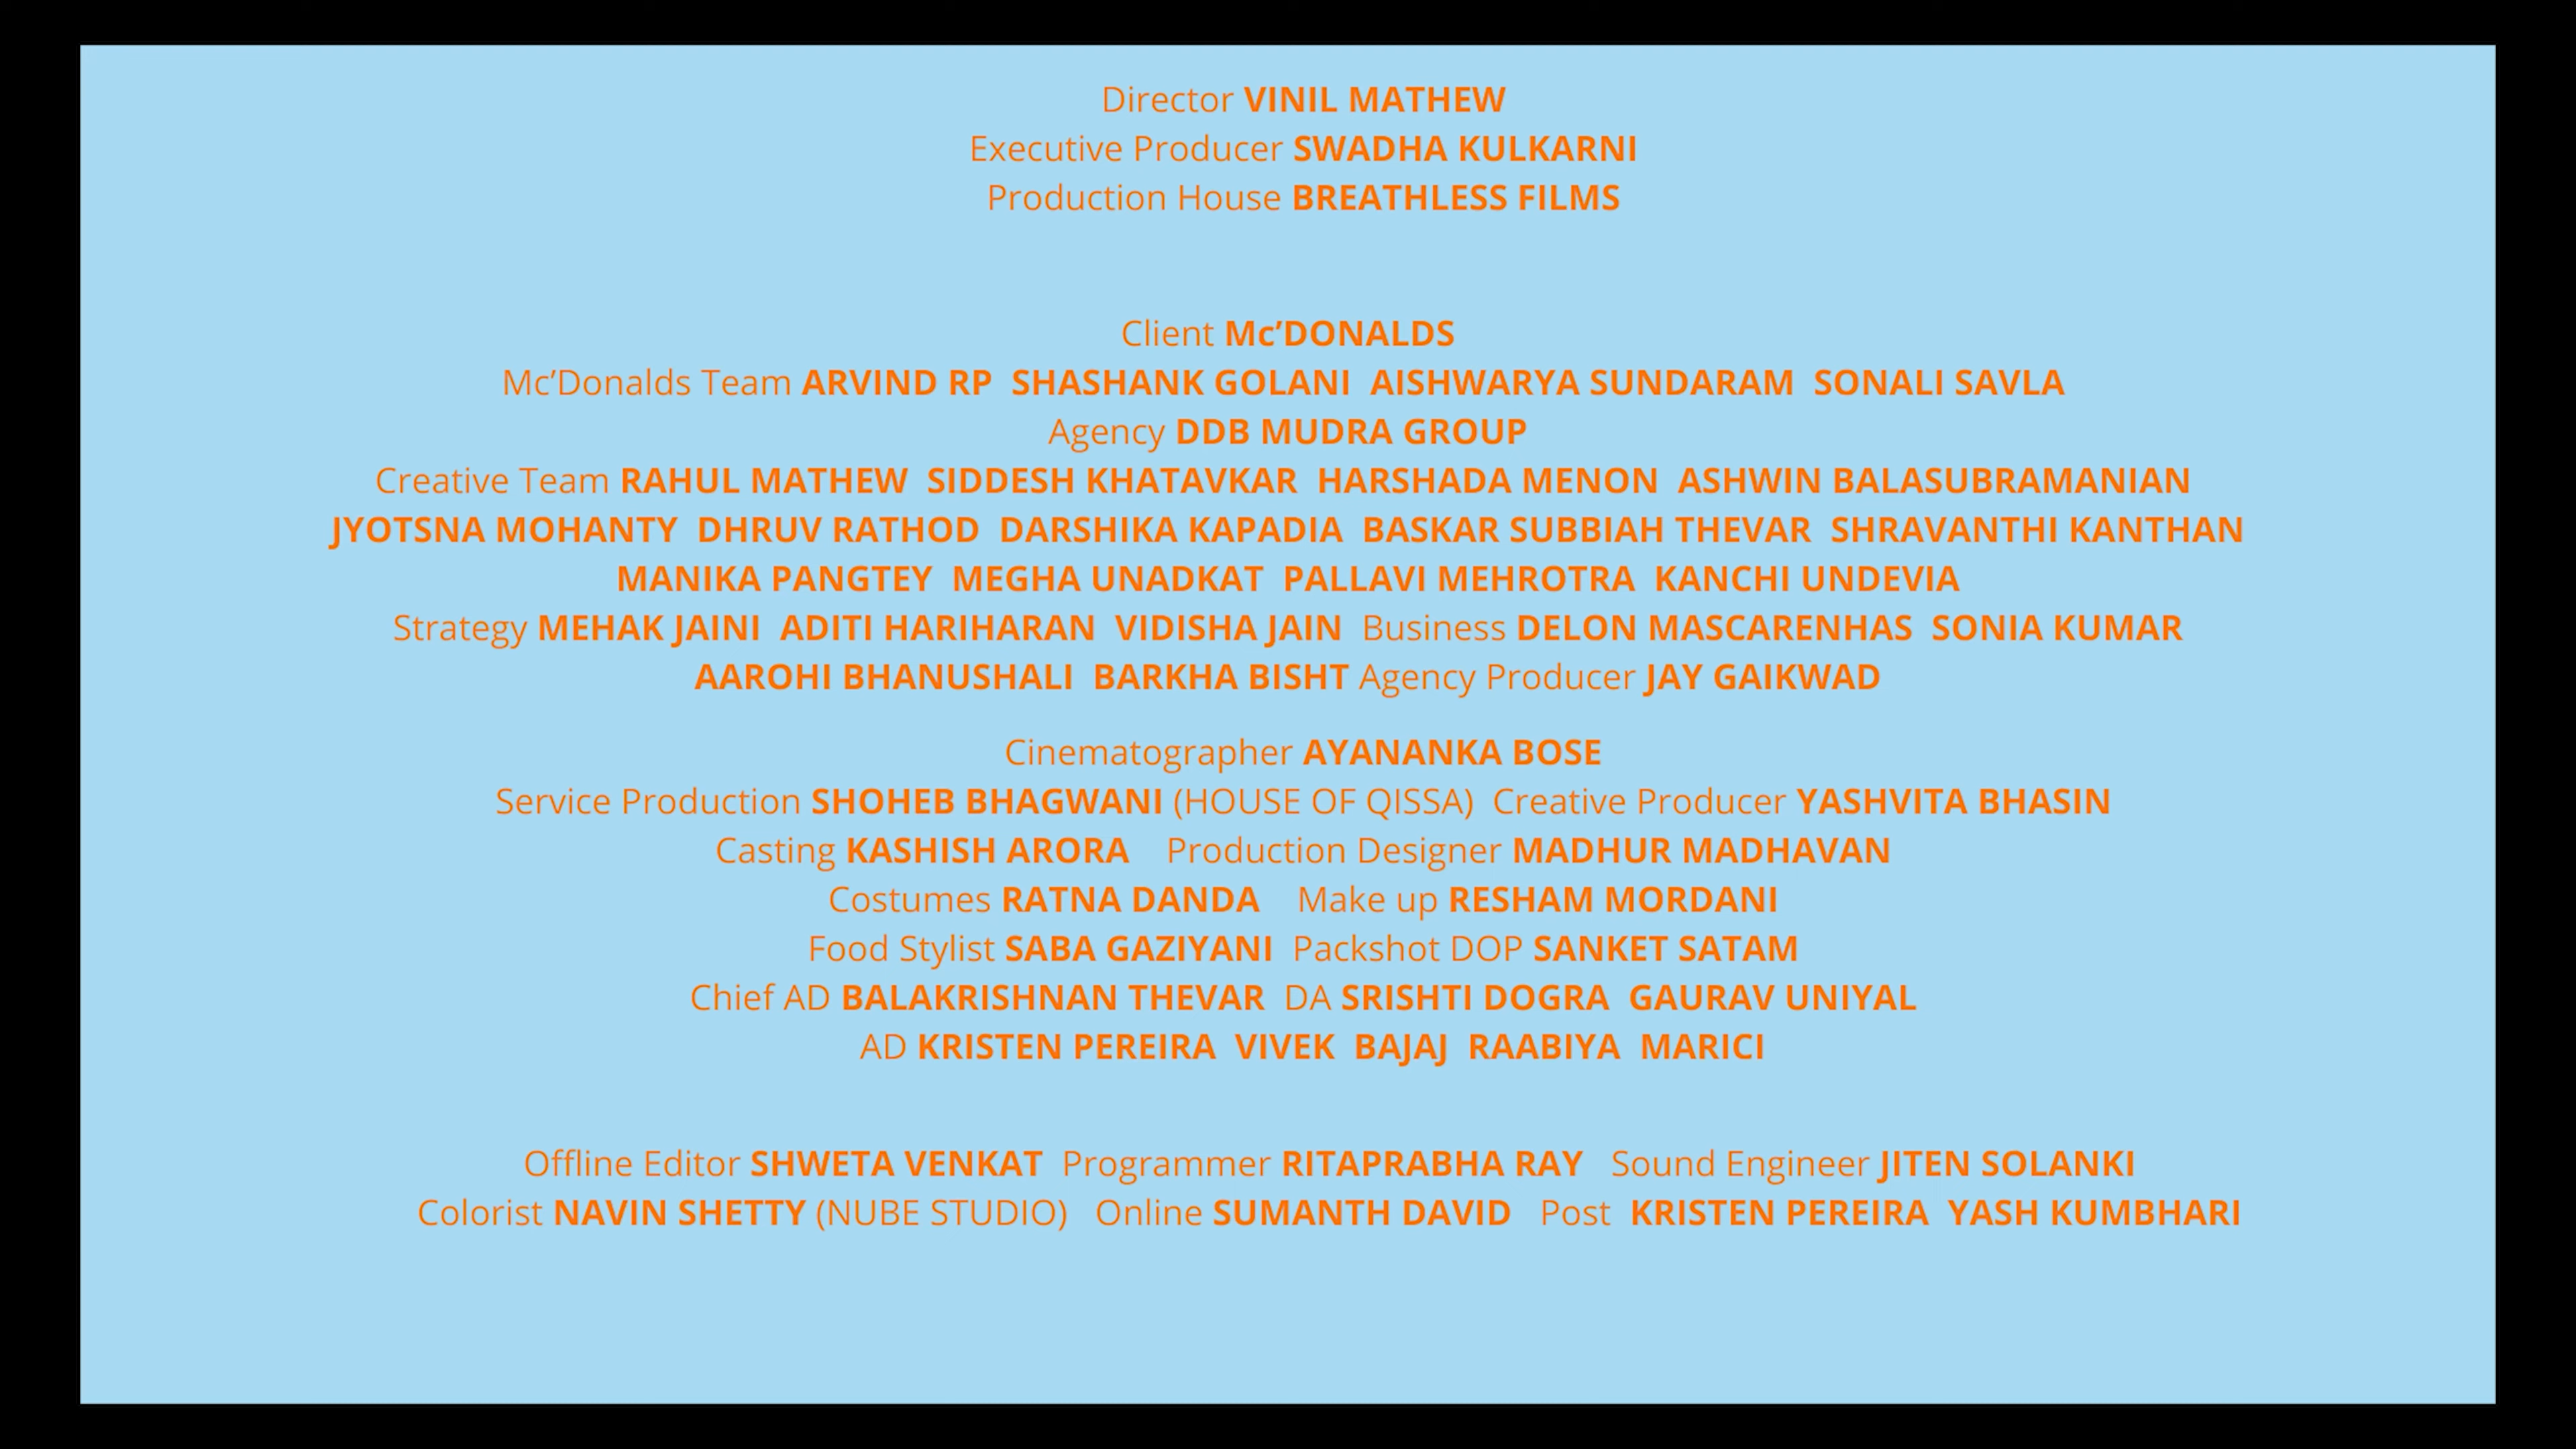 Director VINIL MATHEW
Executive Producer SWADHA KULKARNI
Production House BREATHLESS FILMS
Client Mc’DONALDS
Mc’Donalds Team ARVIND RP SHASHANK GOLANI AISHWARYA SUNDARAM SONALI SAVLA
Agency DDB MUDRA GROUP
Creative Team RAHUL MATHEW SIDDESH KHATAVKAR HARSHADA MENON ASHWIN BALASUBRAMANIAN
JYOTSNA MOHANTY DHRUV RATHOD DARSHIKA KAPADIA BASKAR SUBBIAH THEVAR SHRAVANTHI KANTHAN
MANIKA PANGTEY MEGHA UNADKAT PALLAVI MEHROTRA KANCHI UNDEVIA
Strategy MEHAK JAINI ADITI HARIHARAN VIDISHA JAIN Business DELON MASCARENHAS SONIA KUMAR
AAROHI BHANUSHALI BARKHA BISHT Agency Producer JAY GAIKWAD
Cinematographer AYANANKA BOSE
Service Production SHOHEB BHAGWANI (HOUSE OF QISSA) Creative Producer YASHVITA BHASIN
Casting KASHISH ARORA Production Designer MADHUR MADHAVAN
Costumes RATNA DANDA Make up RESHAM MORDANI
Food Stylist SABA GAZIYANI Packshot DOP SANKET SATAM
Chief AD BALAKRISHNAN THEVAR DA SRISHTI DOGRA GAURAV UNIYAL
AD KRISTEN PEREIRA VIVEK BAJAJ RAABIYA MARICI
Offline Editor SHWETA VENKAT Programmer RITAPRABHA RAY Sound Engineer JITEN SOLANKI
Colorist NAVIN SHETTY (NUBE STUDIO) Online SUMANTH DAVID Post KRISTEN PEREIRA YASH KUMBHARI